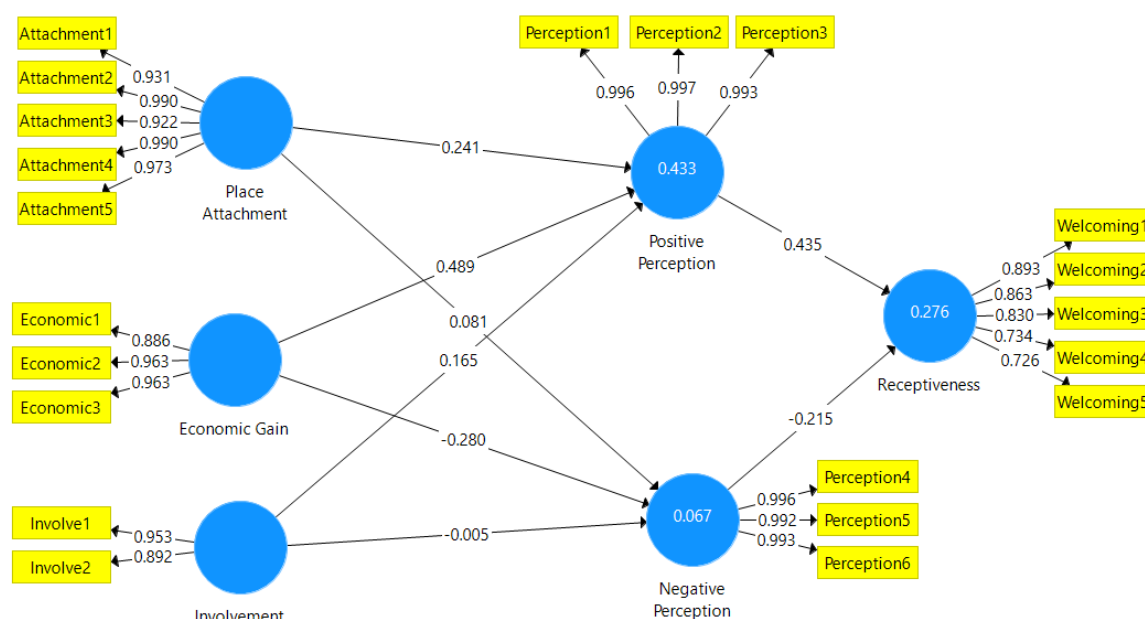 Attachment1
Attachment2
Attachment3
Attachment4
Attachment5
0.931
0.990
0.922
0.990
0.973
Place
Attachment
Economic1
Economic2
Economic3
0.886
0.963
0.963
Economic Gain
Involve1
Involve2
0.953
0.892
Involvement
0.241
0.489
0.081
0.165
-0.280
-0.005
Perception1
Perception2
Perception3
0.996
0.997
0.993
0.433
Positive
Perception
0.435
-0.215
0.067
Negative
Perception
0.996
0.992
0.993
Perception4
Perception5
Perception6
0.276
Receptiveness
0.893
0.863
0.830
0.734
0.726
Welcoming1
Welcoming2
Welcoming3
Welcoming4
Welcoming5